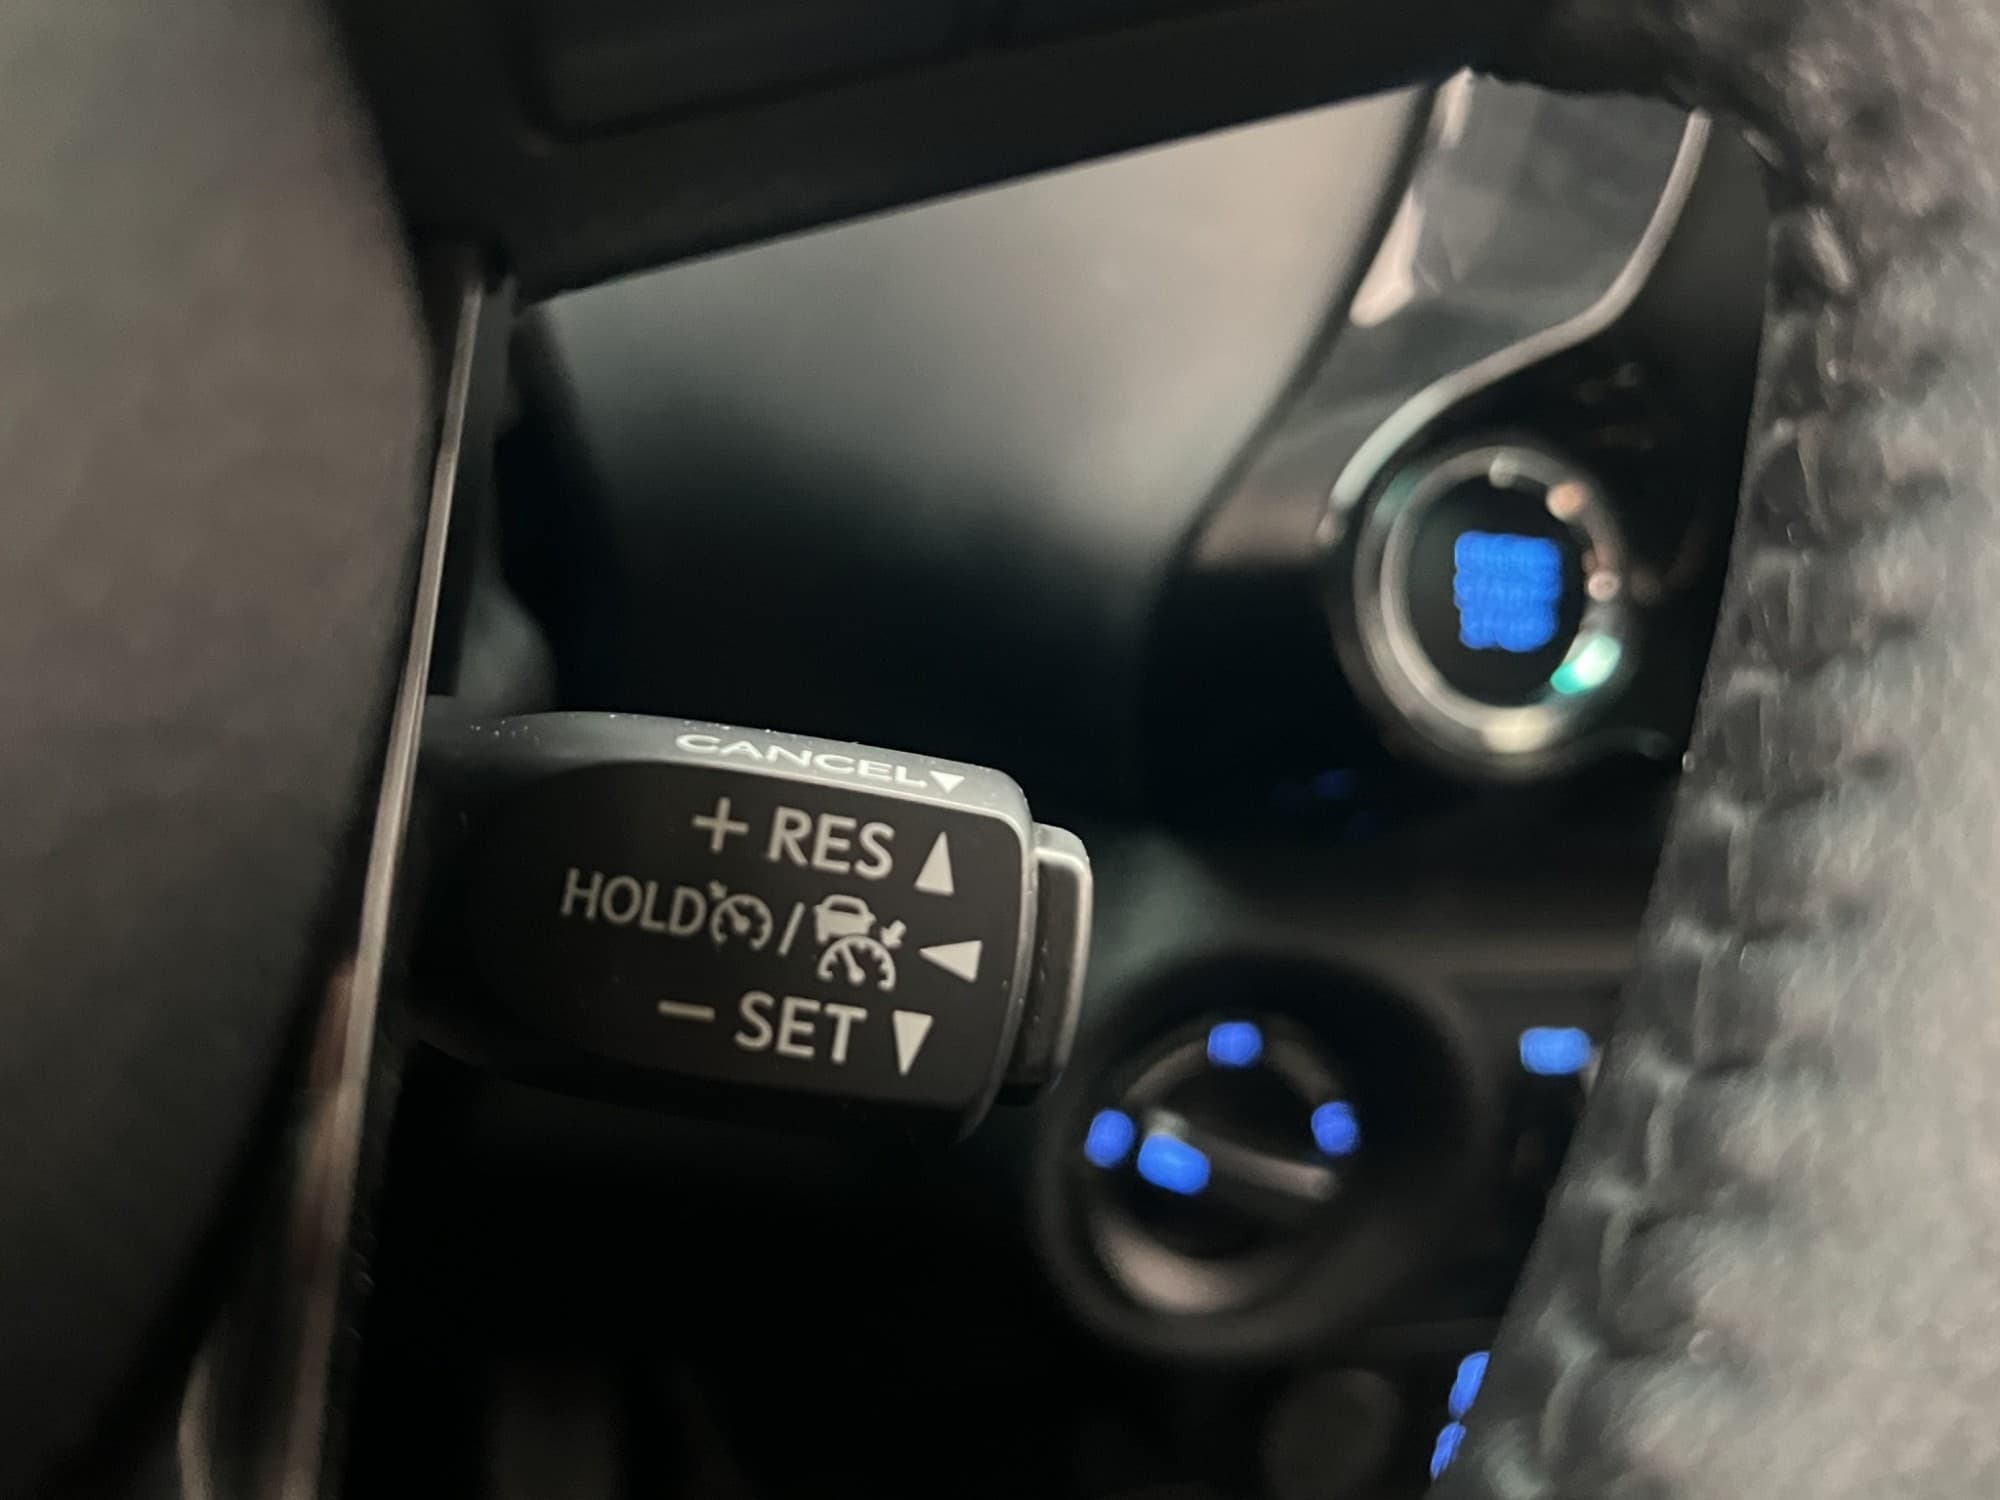 CANCEL▼
+ RES ▲
HOLD / ◀
− SET ▼